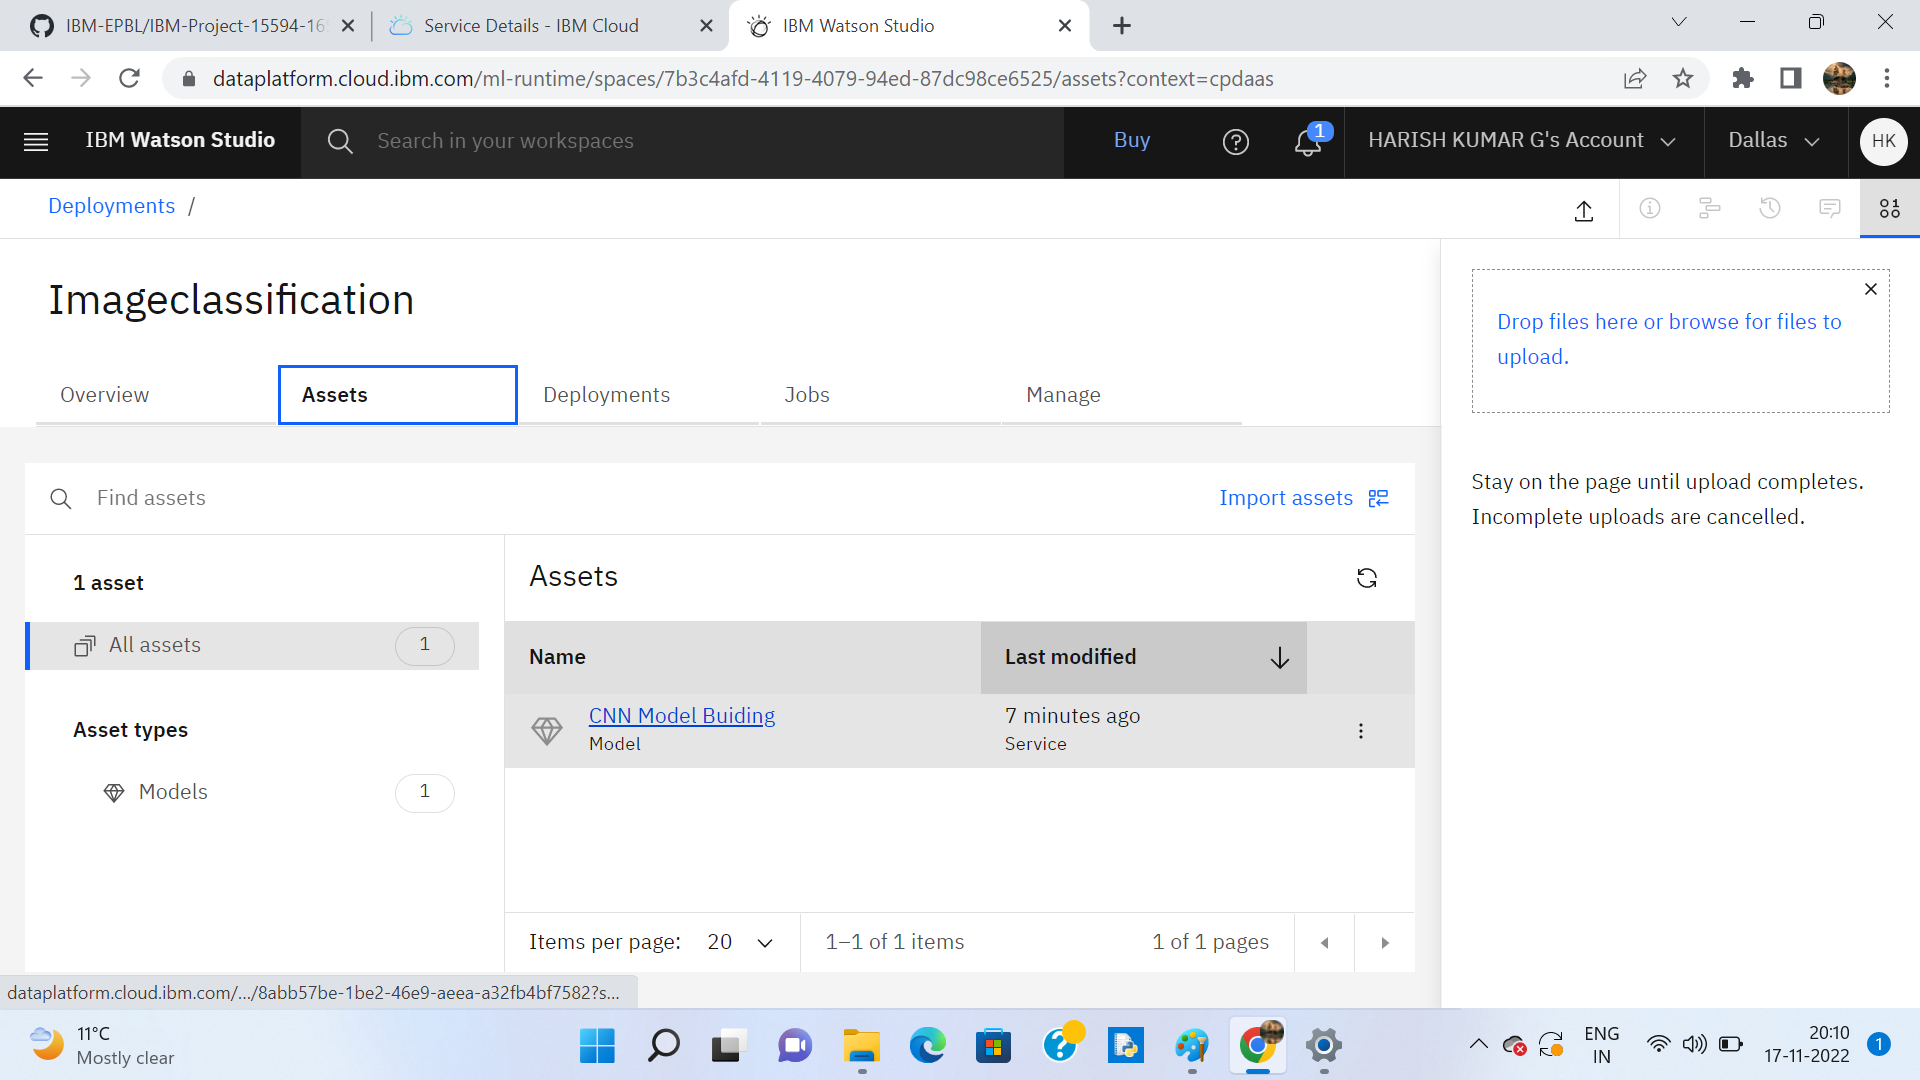 IBM-EPBL/IBM-Project-15594-16
Service Details - IBM Cloud
IBM Watson Studio
dataplatform.cloud.ibm.com/ml-runtime/spaces/7b3c4afd-4119-4079-94ed-87dc98ce6525/assets?context=cpdaas
IBM Watson Studio
Search in your workspaces
Buy
1
HARISH KUMAR G's Account
Dallas
HK
Deployments /
Imageclassification
Overview
Assets
Deployments
Jobs
Manage
Drop files here or browse for files to
upload.
Stay on the page until upload completes.
Incomplete uploads are cancelled.
Find assets
Import assets
1 asset
All assets
1
Asset types
Models
1
Assets
Name
Last modified
CNN Model Buiding
7 minutes ago
Model
Service
Items per page: 20
1–1 of 1 items
1 of 1 pages
dataplatform.cloud.ibm.com/.../8abb57be-1be2-46e9-aeea-a32fb4bf7582?s...
11°C
Mostly clear
ENG
IN
20:10
17-11-2022
1